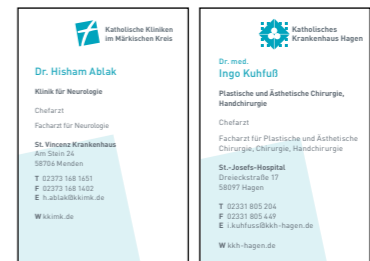 Katholische Kliniken
im Märkischen Kreis
Dr. Hisham Ablak
Klinik für Neurologie
Chefarzt
Facharzt für Neurologie
St. Vincenz Krankenhaus
Am Stein 24
58706 Menden
T 02373 168 1651
F 02373 168 1402
E h.ablak@kkimk.de
W kkimk.de
Katholisches
Krankenhaus Hagen
Dr. med.
Ingo Kuhfuß
Plastische und Ästhetische Chirurgie,
Handchirurgie
Chefarzt
Facharzt für Plastische und Ästhetische
Chirurgie, Chirurgie, Handchirurgie
St.-Josefs-Hospital
Dreieckstraße 17
58097 Hagen
T 02331 805 204
F 02331 805 449
E i.kuhfuss@kkh-hagen.de
W kkh-hagen.de